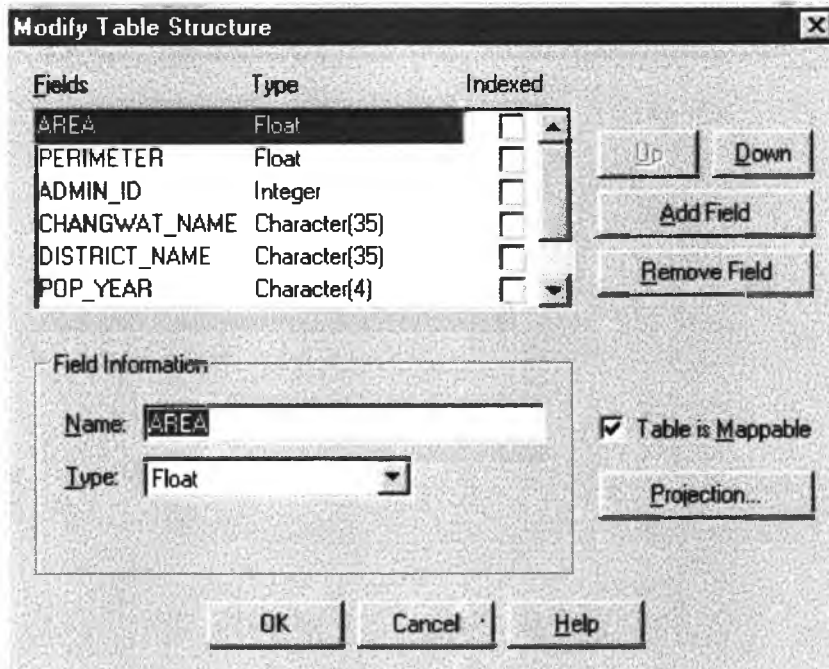 Modify Table Structure
Fields Type Indexed
AREA Float
PERIMETER Float
ADMIN_ID Integer
CHANGWAT_NAME Character(35)
DISTRICT_NAME Character(35)
POP_YEAR Character(4)
Up Down
Add Field
Remove Field
Field Information
Name: AREA
Type: Float
Table is Mappable
Projection...
OK Cancel Help